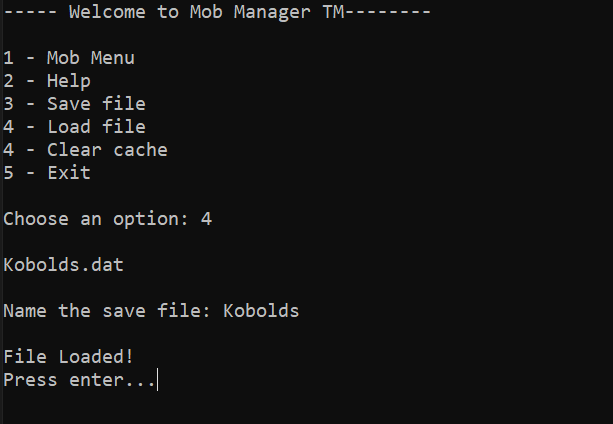 ----- Welcome to Mob Manager TM--------
1 - Mob Menu
2 - Help
3 - Save file
4 - Load file
4 - Clear cache
5 - Exit
Choose an option: 4
Kobolds.dat
Name the save file: Kobolds
File Loaded!
Press enter...